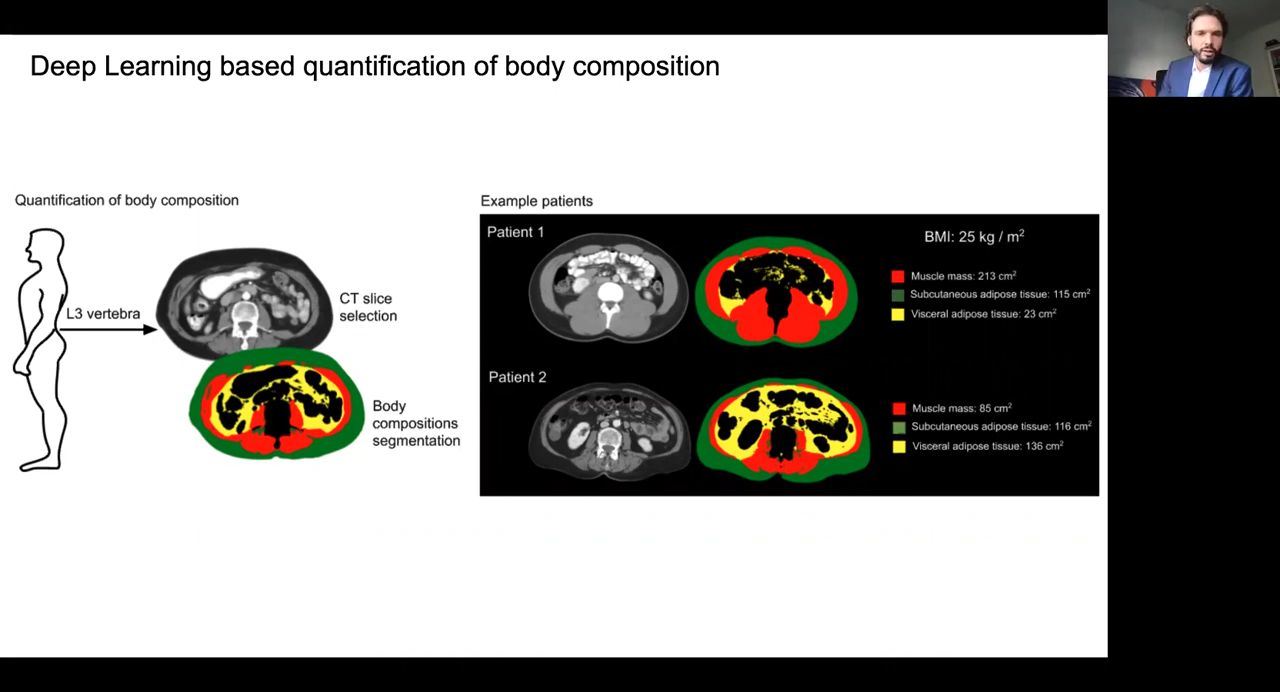 Deep Learning based quantification of body composition
Quantification of body composition
L3 vertebra
CT slice
selection
Body
compositions
segmentation
Example patients
Patient 1
BMI: 25 kg / m²
Muscle mass: 213 cm²
Subcutaneous adipose tissue: 115 cm²
Visceral adipose tissue: 23 cm²
Patient 2
Muscle mass: 85 cm²
Subcutaneous adipose tissue: 116 cm²
Visceral adipose tissue: 136 cm²